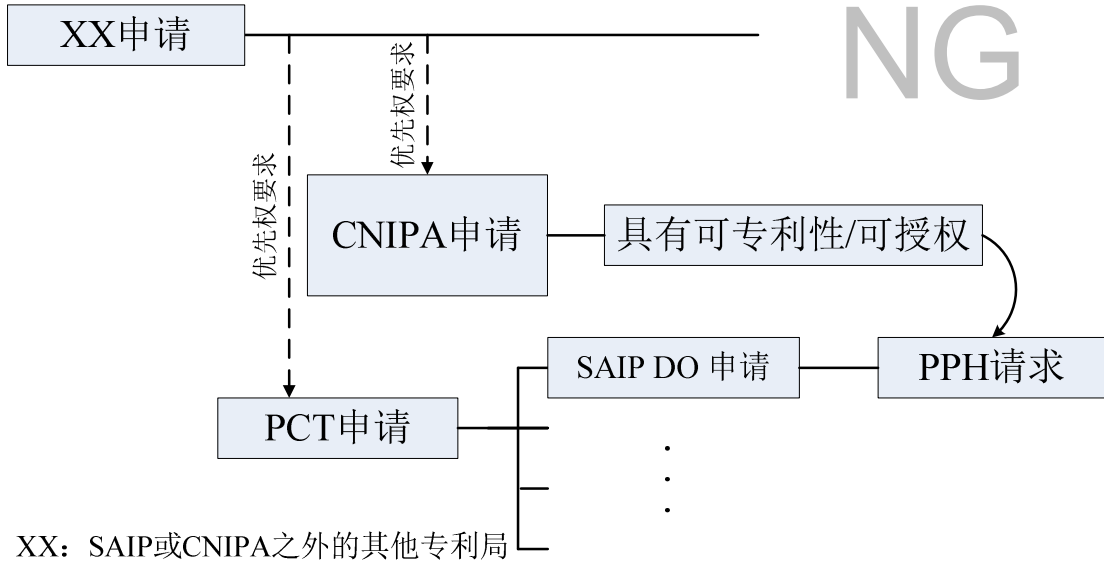 XX申请
NG
优先权要求
优先权要求
CNIPA申请
具有可专利性/可授权
SAIP DO 申请
PPH请求
PCT申请
XX：SAIP或CNIPA之外的其他专利局